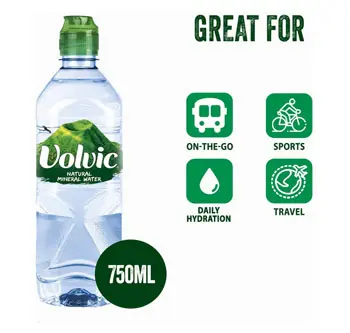 GREAT FOR
Volvic
NATURAL
MINERAL WATER
ON-THE-GO
SPORTS
DAILY
HYDRATION
TRAVEL
750ML